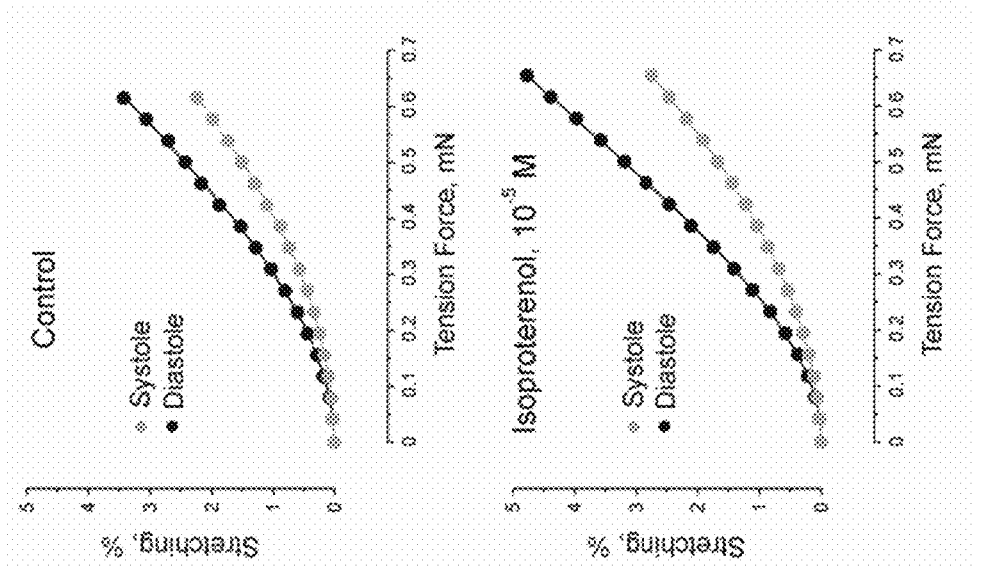 Control
Stretching, %
5
4
3
2
1
0
Systole
Diastole
0 0.1 0.2 0.3 0.4 0.5 0.6 0.7
Tension Force, mN
Isoproterenol, 10⁻⁵ M
Stretching, %
5
4
3
2
1
0
Systole
Diastole
0 0.1 0.2 0.3 0.4 0.5 0.6 0.7
Tension Force, mN